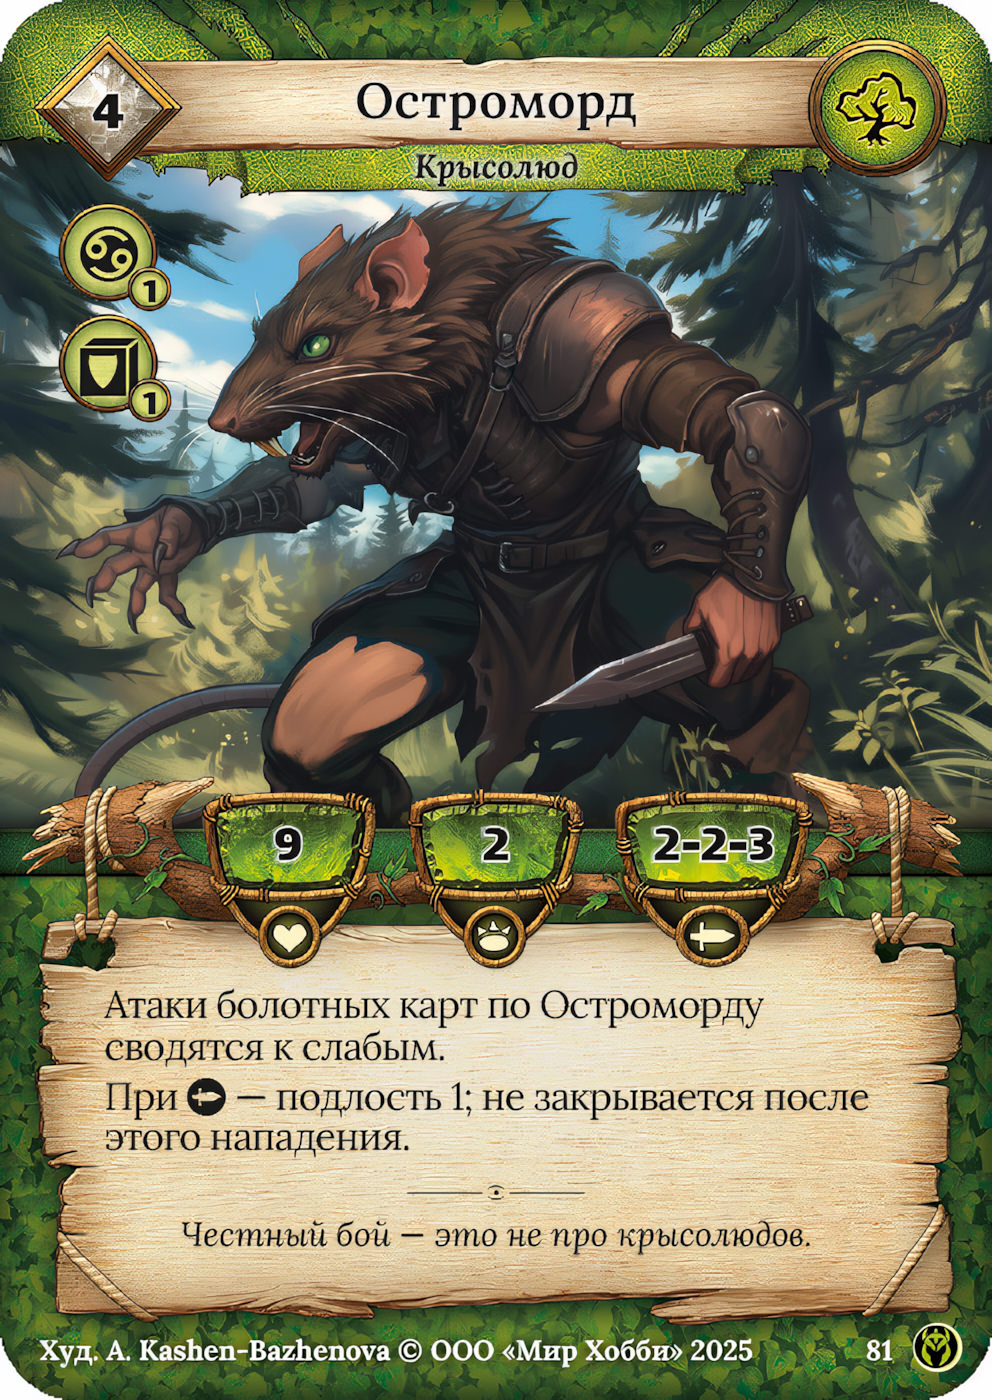 4
Остроморд
Крысолюд
1
1
9
2
2-2-3
Атаки болотных карт по Остроморду
сводятся к слабым.
При — подлость 1; не закрывается после
этого нападения.
Честный бой — это не про крысолюдов.
Худ. А. Kashen-Bazhenova © ООО «Мир Хобби» 2025
81